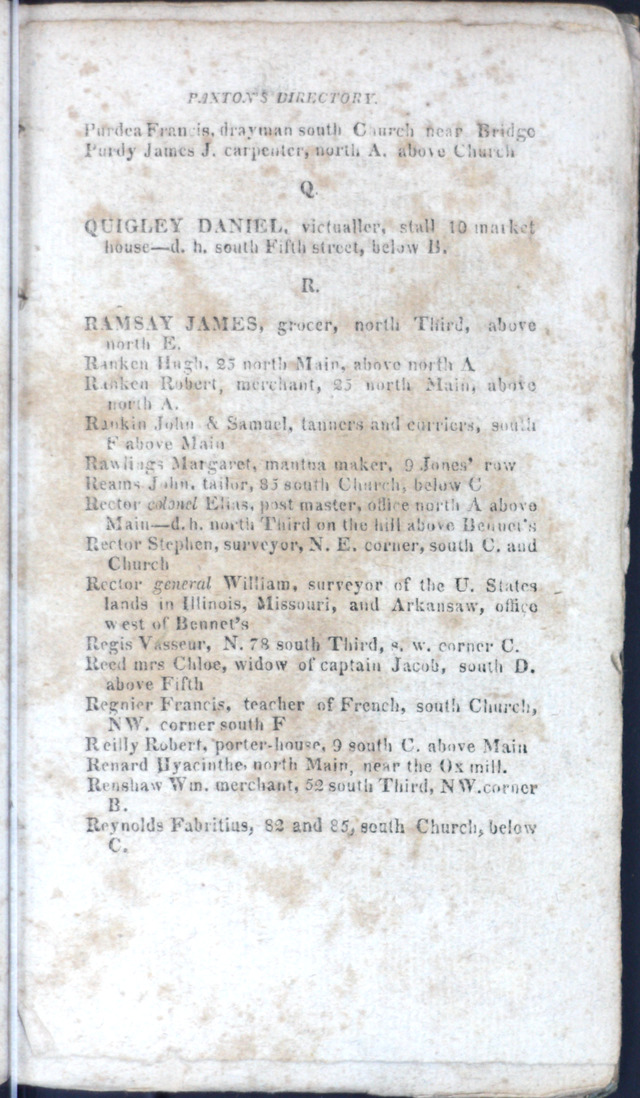 PAXTON'S DIRECTORY.
Purdea Francis, drayman south Church near Bridge
Purdy James J. carpenter, north A. above Church
Q.
QUIGLEY DANIEL, victualler, stall 10 market
house—d. h. south Fifth street, below B.
R.
RAMSAY JAMES, grocer, north Third, above
north E.
Ranken Hugh, 25 north Main, above north A
Ranken Robert, merchant, 25 north Main, above
north A.
Rankin John & Samuel, tanners and curriers, south
F above Main
Rawlings Margaret, mantua maker, 9 Jones' row
Reams John, tailor, 85 south Church, below C
Rector colonel Elias, post master, office north A above
Main—d. h. north Third on the hill above Bennet's
Rector Stephen, surveyor, N. E. corner, south C. and
Church
Rector general William, surveyor of the U. States
lands in Illinois, Missouri, and Arkansaw, office
west of Bennet's
Regis Vasseur, N. 78 south Third, s. w. corner C.
Reed mrs Chloe, widow of captain Jacob, south D.
above Fifth
Regnier Francis, teacher of French, south Church,
NW. corner south F
Reilly Robert, porter-house, 9 south C. above Main
Renard Hyacinthe, north Main, near the Ox mill.
Renshaw Wm. merchant, 52 south Third, NW. corner
B.
Reynolds Fabritius, 82 and 85, south Church, below
C.